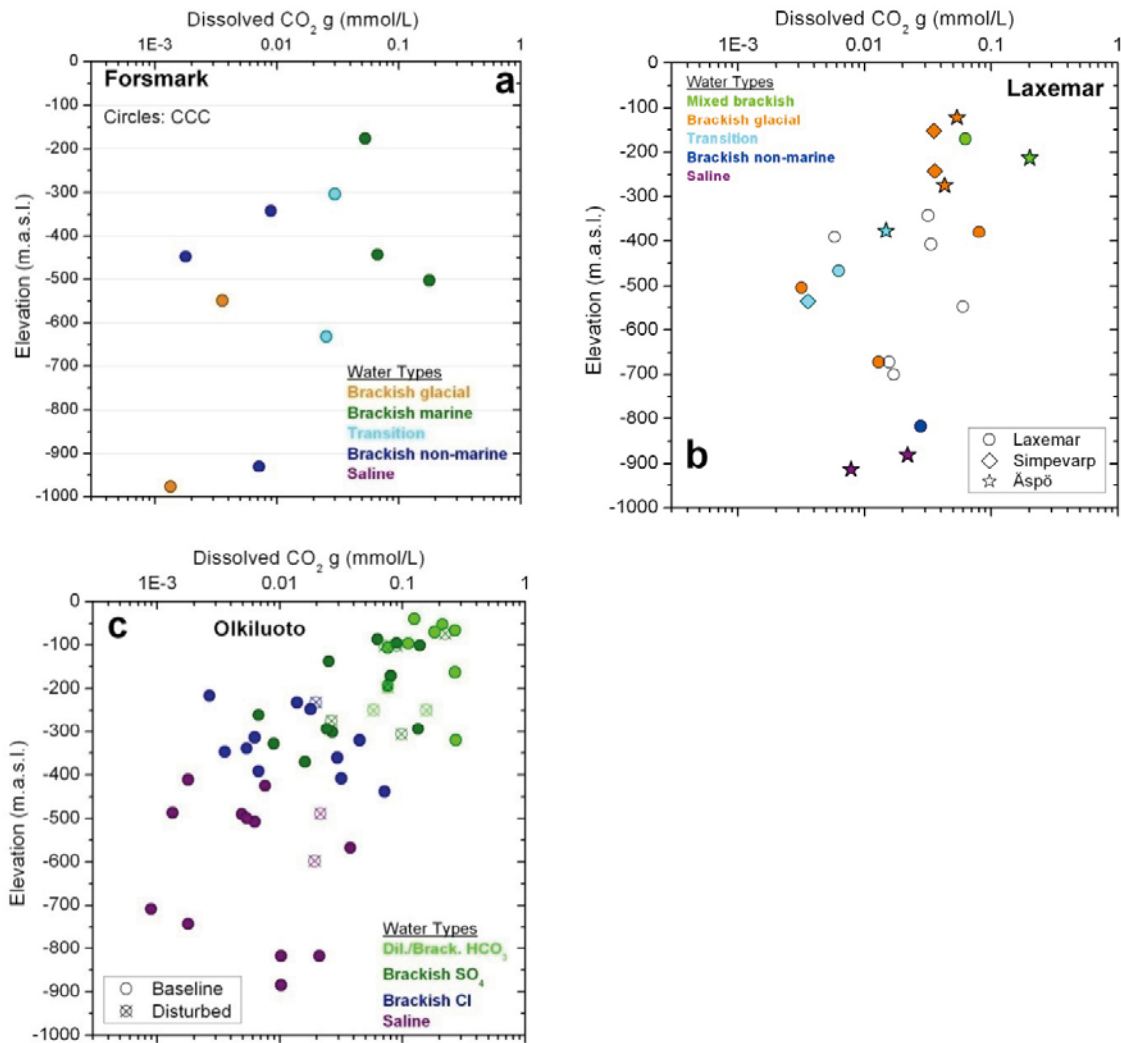 Dissolved CO2 g (mmol/L)
1E-3 0.01 0.1 1
0
-100
-200
-300
-400
-500
-600
-700
-800
-900
-1000
Elevation (m.a.s.l.)
Forsmark
a
Circles: CCC
Water Types
Brackish glacial
Brackish marine
Transition
Brackish non-marine
Saline
Dissolved CO2 g (mmol/L)
1E-3 0.01 0.1 1
0
-100
-200
-300
-400
-500
-600
-700
-800
-900
-1000
Elevation (m.a.s.l.)
Water Types
Mixed brackish
Brackish glacial
Transition
Brackish non-marine
Saline
Laxemar
b
Laxemar
Simpevarp
Äspö
Dissolved CO2 g (mmol/L)
1E-3 0.01 0.1 1
0
-100
-200
-300
-400
-500
-600
-700
-800
-900
-1000
Elevation (m.a.s.l.)
c
Olkiluoto
Baseline
Disturbed
Water Types
Dil./Brack. HCO3
Brackish SO4
Brackish Cl
Saline